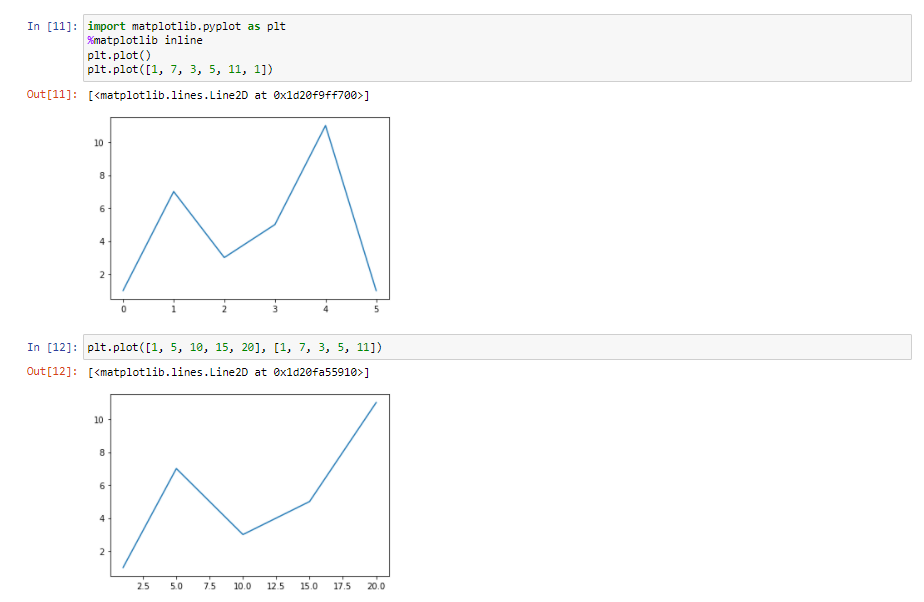 In [11]: import matplotlib.pyplot as plt
%matplotlib inline
plt.plot()
plt.plot([1, 7, 3, 5, 11, 1])
Out[11]: [<matplotlib.lines.Line2D at 0x1d20f9ff700>]
10
8
6
4
2
0 1 2 3 4 5
In [12]: plt.plot([1, 5, 10, 15, 20], [1, 7, 3, 5, 11])
Out[12]: [<matplotlib.lines.Line2D at 0x1d20fa55910>]
10
8
6
4
2
2.5 5.0 7.5 10.0 12.5 15.0 17.5 20.0